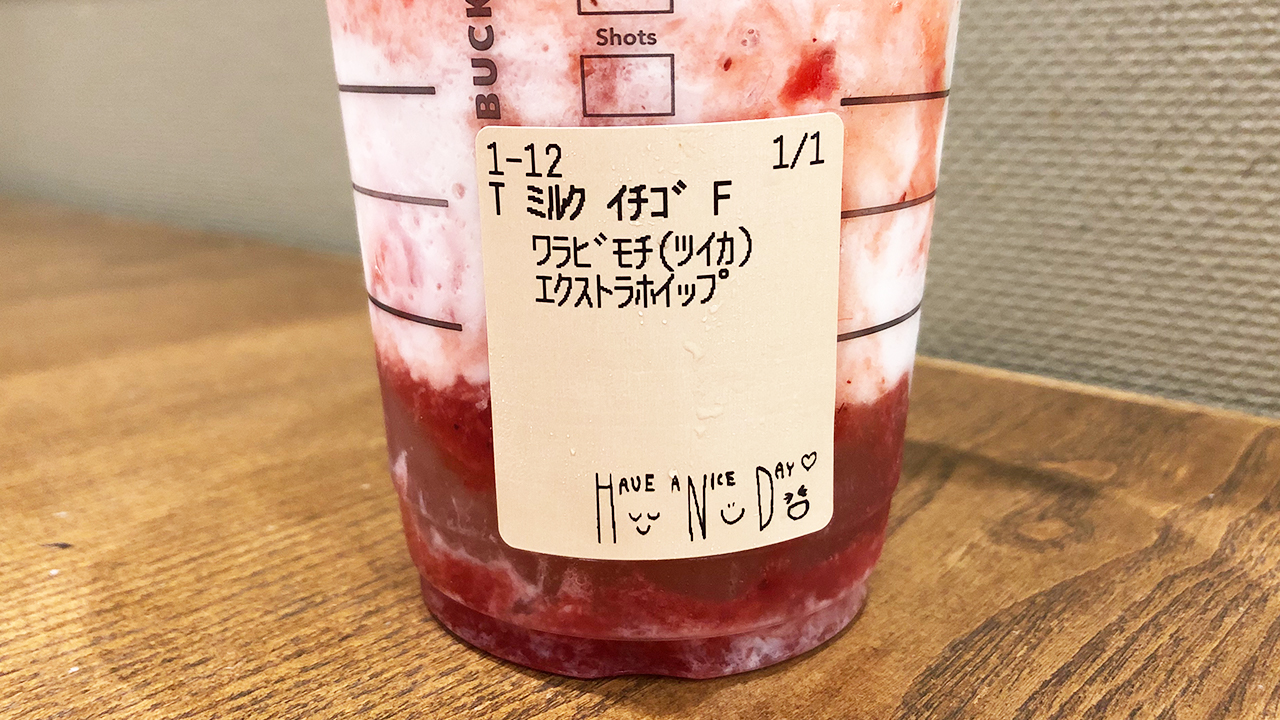 BUCK
Shots
1-12 1/1
T ミルク イチゴ F
ワラビモチ(ツイカ)
エクストラホイップ
HAVE A NICE DAY♡